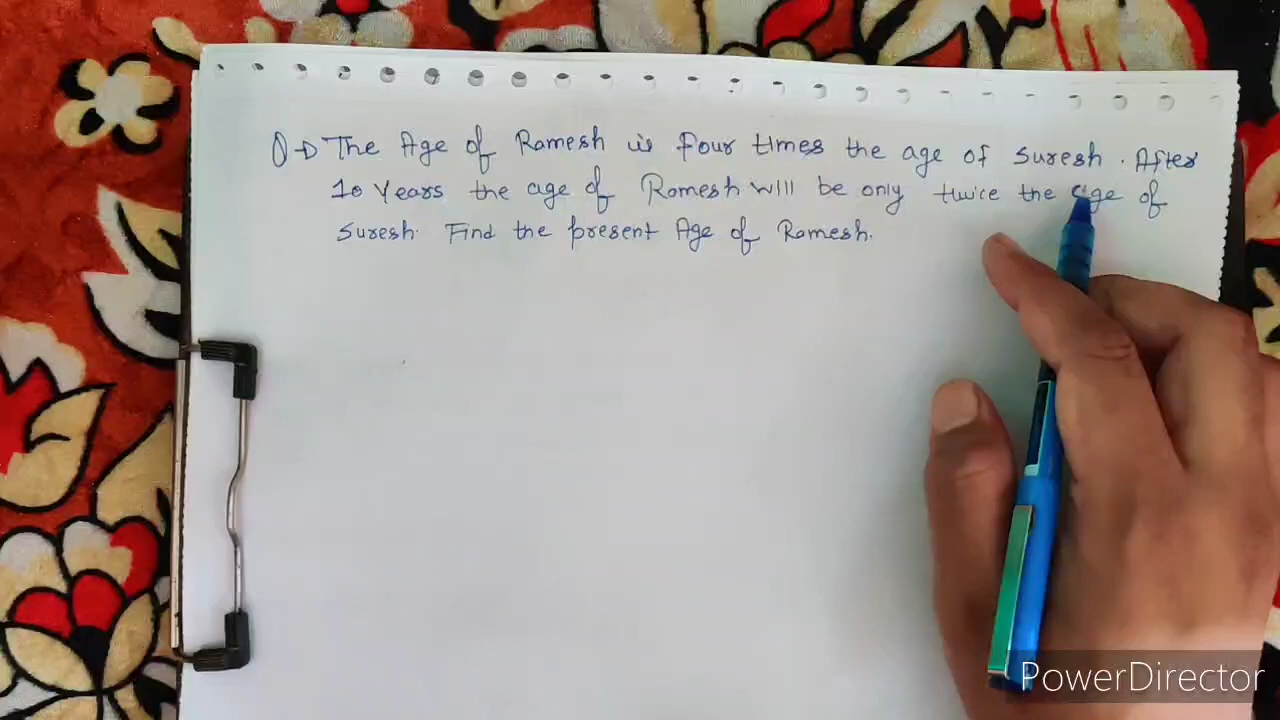 Q→ The Age of Ramesh is Four times the age of Suresh. After
10 Years the age of Ramesh will be only twice the age of
Suresh. Find the present Age of Ramesh.
PowerDirector